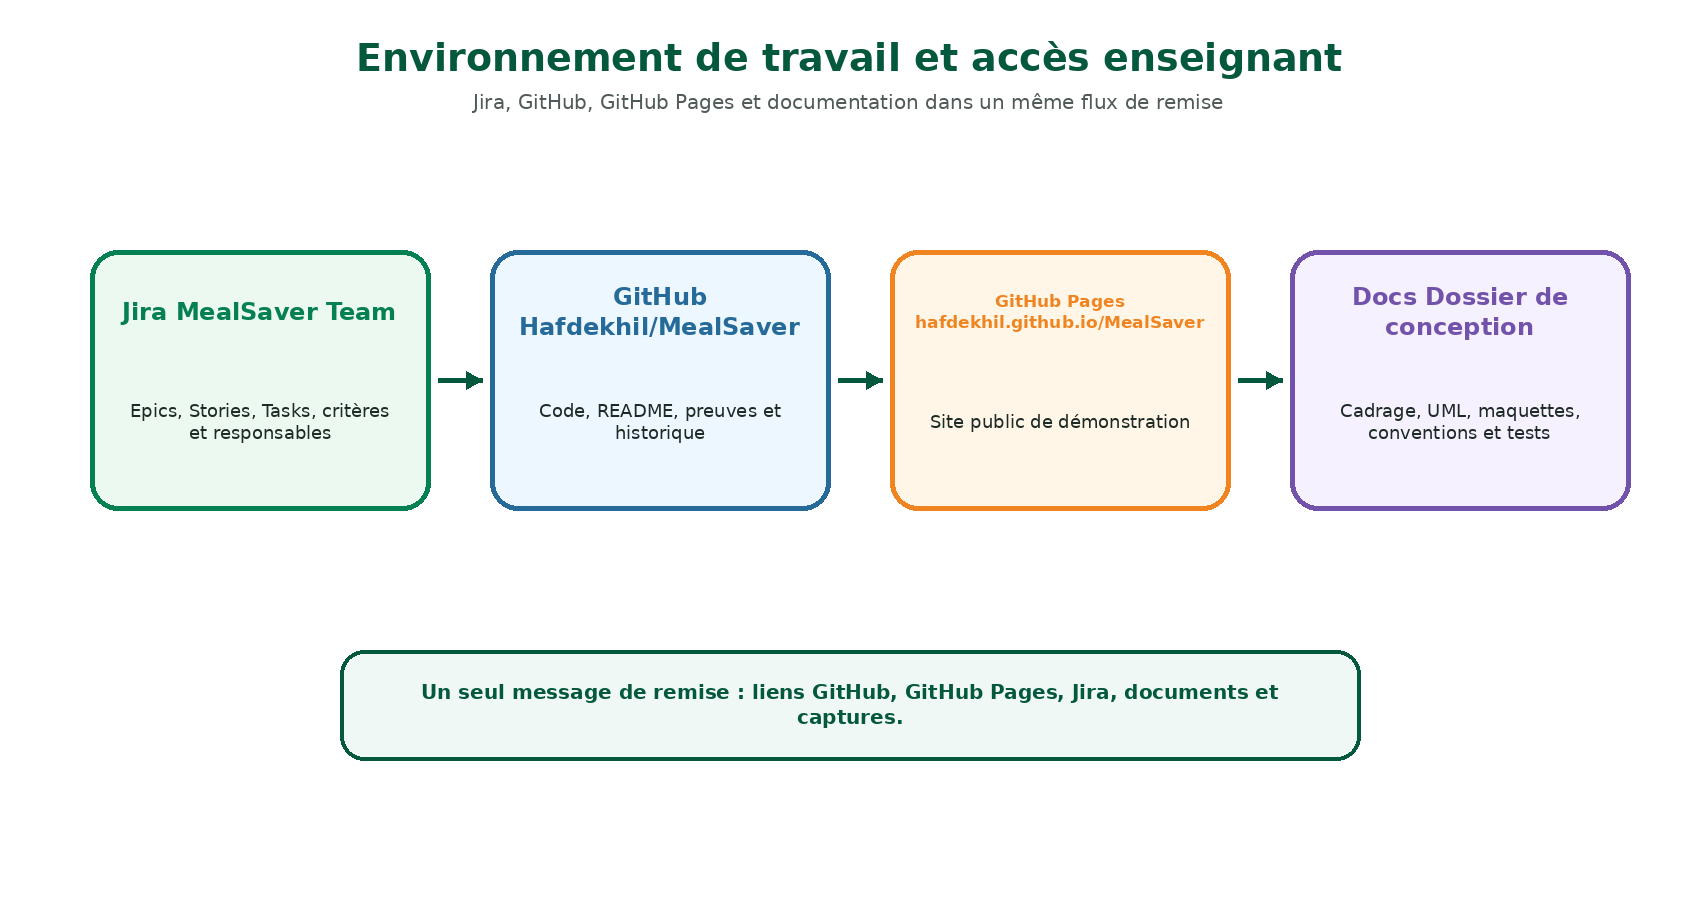 Environnement de travail et accès enseignant
Jira, GitHub, GitHub Pages et documentation dans un même flux de remise
Jira MealSaver Team
Epics, Stories, Tasks, critères
et responsables
GitHub
Hafdekhil/MealSaver
Code, README, preuves et
historique
GitHub Pages
hafdekhil.github.io/MealSaver
Site public de démonstration
Docs Dossier de
conception
Cadrage, UML, maquettes,
conventions et tests
Un seul message de remise : liens GitHub, GitHub Pages, Jira, documents et
captures.